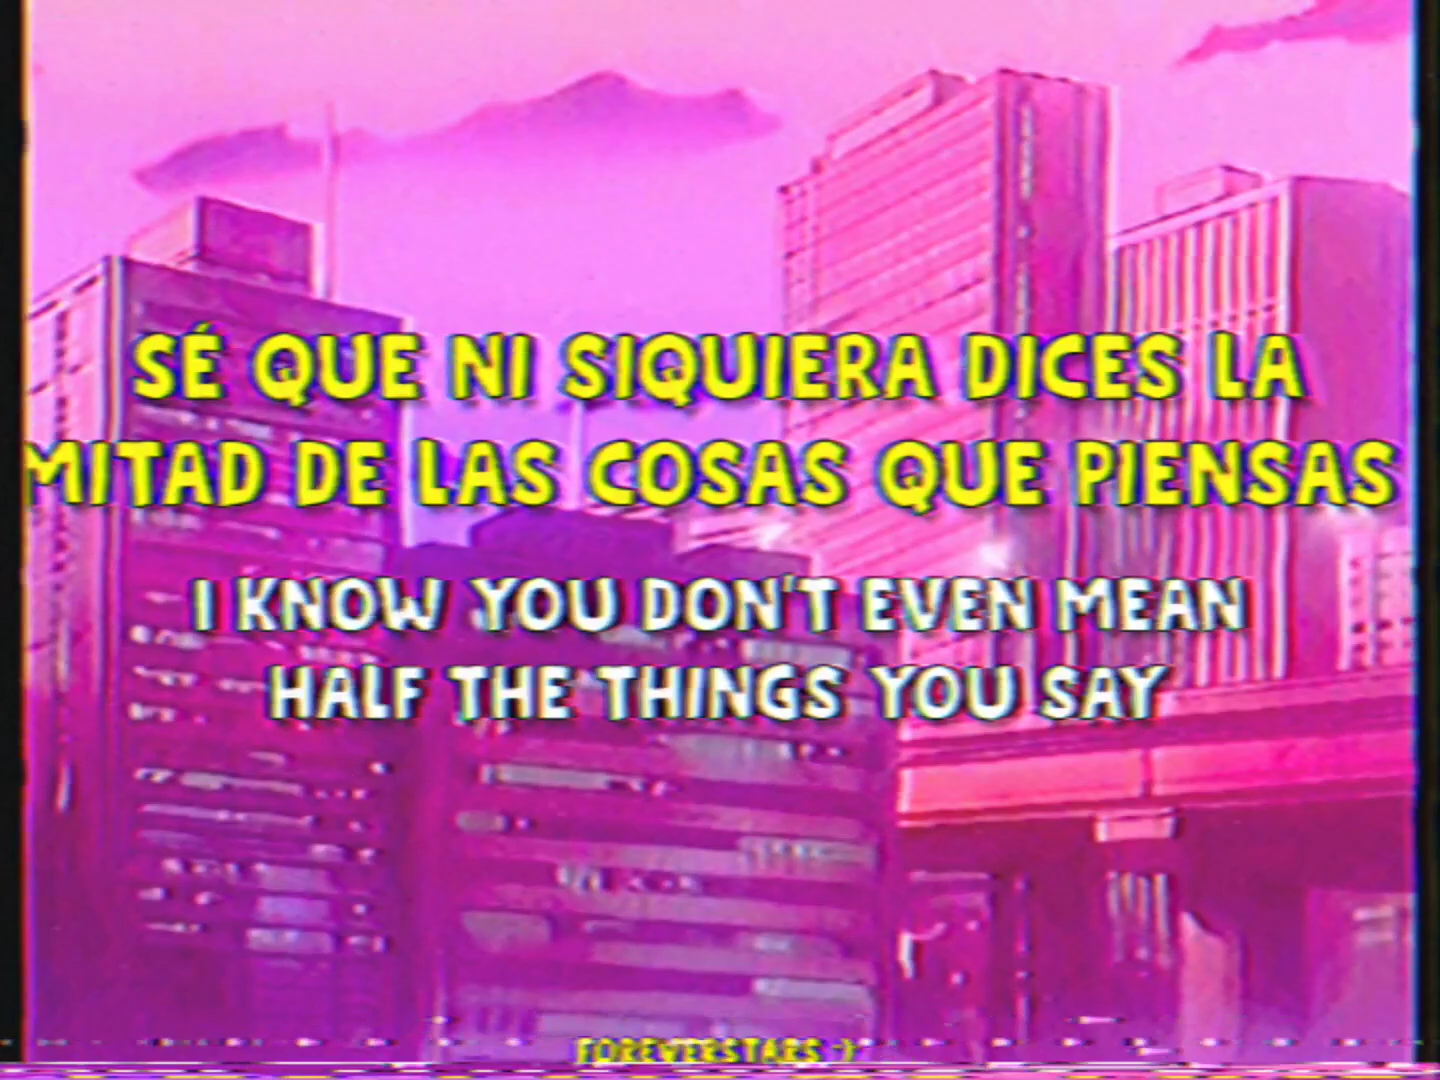 SÉ QUE NI SIQUIERA DICES LA
MITAD DE LAS COSAS QUE PIENSAS
I KNOW YOU DON'T EVEN MEAN
HALF THE THINGS YOU SAY
FOREVERSTARS :)